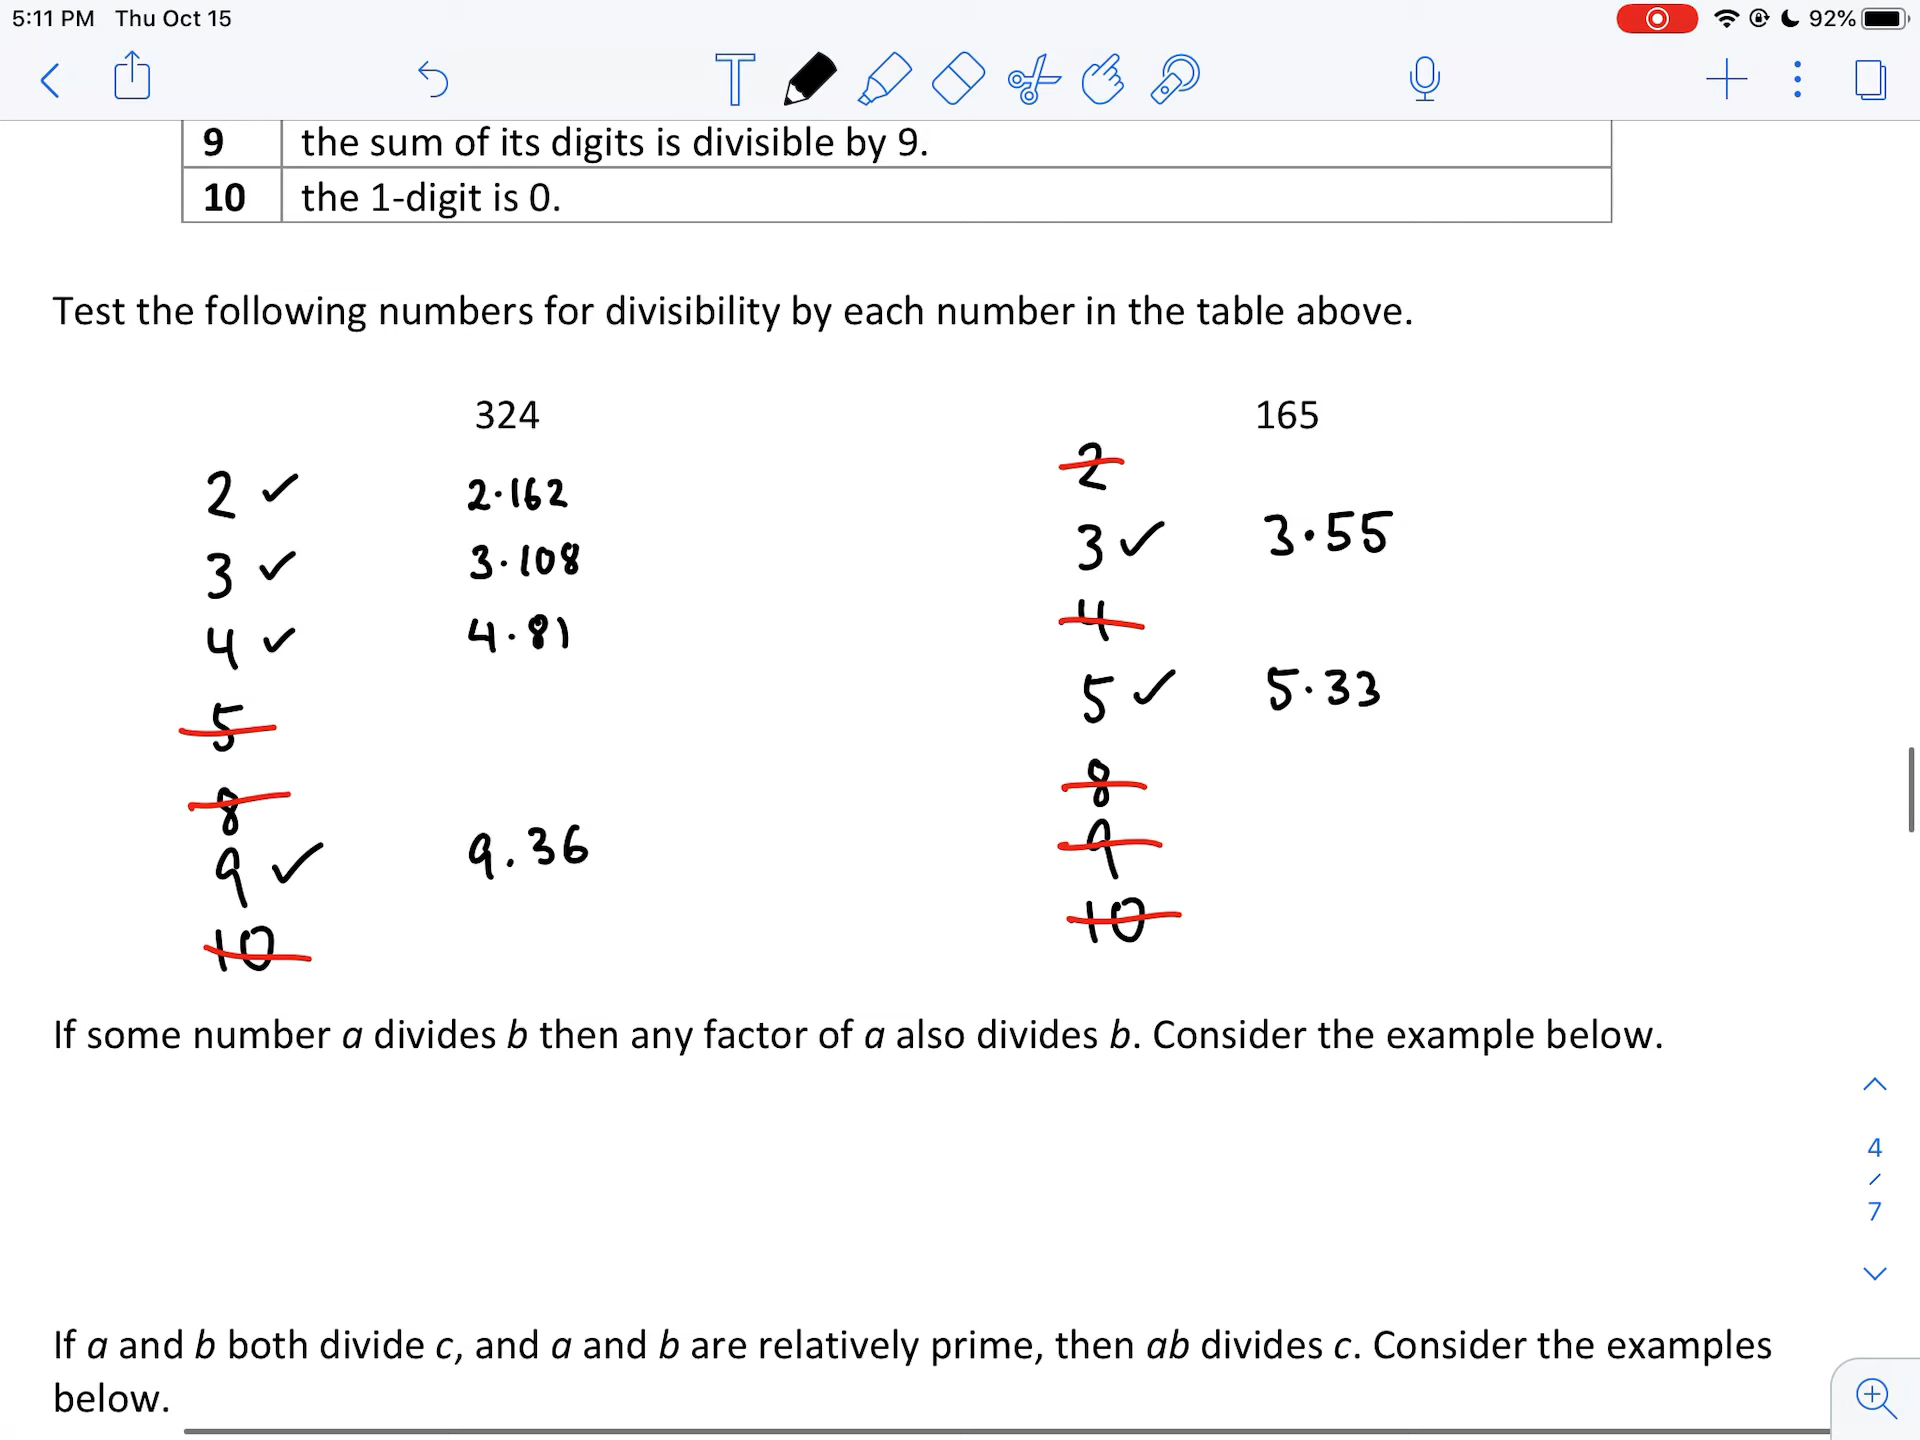 5:11 PM Thu Oct 15 92%
T
9 the sum of its digits is divisible by 9.
10 the 1-digit is 0.
Test the following numbers for divisibility by each number in the table above.
324 165
2 ✓ 2·162 2
3 ✓ 3·108 3 ✓ 3·55
4 ✓ 4·81 4
5 5 ✓ 5·33
8 8
9 ✓ 9·36 9
10 10
If some number a divides b then any factor of a also divides b. Consider the example below.
4
/
7
If a and b both divide c, and a and b are relatively prime, then ab divides c. Consider the examples
below.